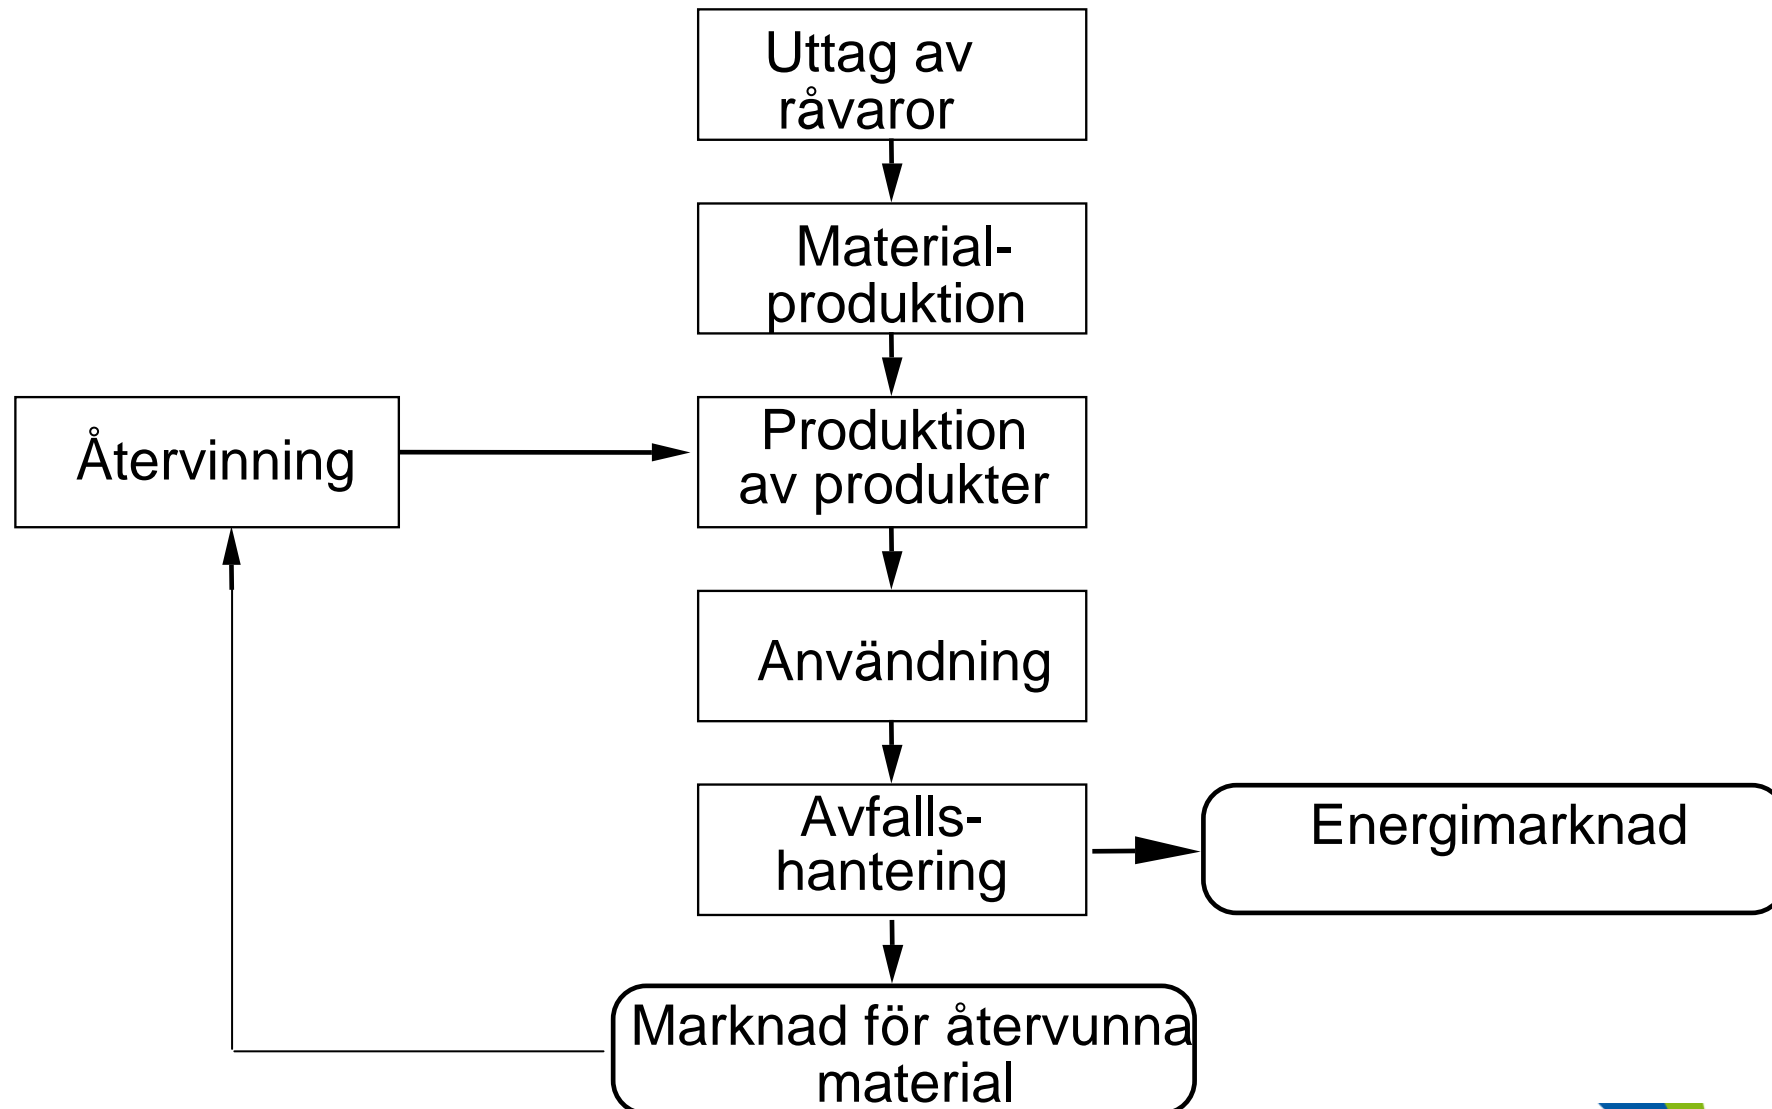 Uttag av
råvaror
Material-
produktion
Återvinning
Produktion
av produkter
Användning
Avfalls-
hantering
Energimarknad
Marknad för återvunna
material